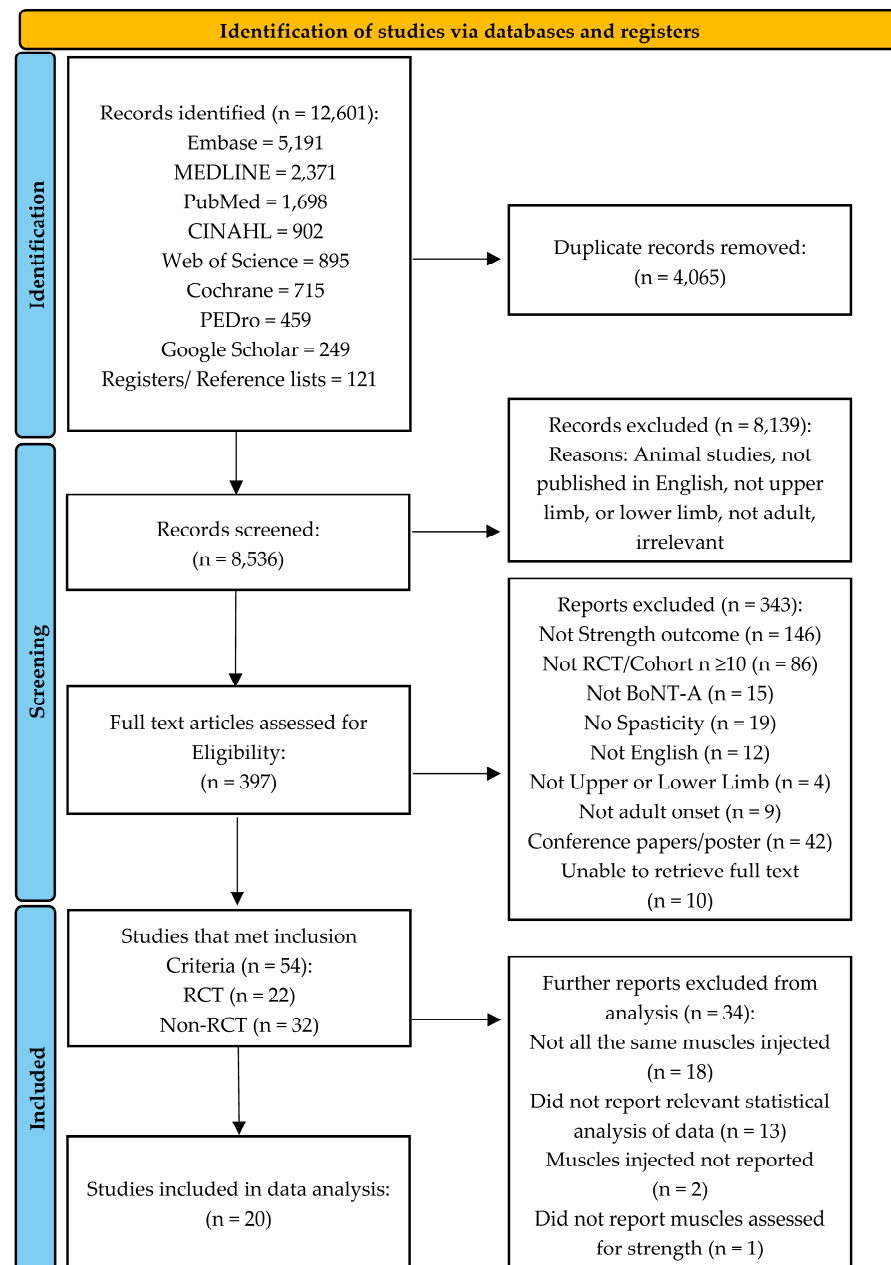 Identification of studies via databases and registers
Identification
Records identified (n = 12,601):
Embase = 5,191
MEDLINE = 2,371
PubMed = 1,698
CINAHL = 902
Web of Science = 895
Cochrane = 715
PEDro = 459
Google Scholar = 249
Registers/ Reference lists = 121
Duplicate records removed:
(n = 4,065)
Screening
Records screened:
(n = 8,536)
Records excluded (n = 8,139):
Reasons: Animal studies, not
published in English, not upper
limb, or lower limb, not adult,
irrelevant
Full text articles assessed for
Eligibility:
(n = 397)
Reports excluded (n = 343):
Not Strength outcome (n = 146)
Not RCT/Cohort n ≥10 (n = 86)
Not BoNT-A (n = 15)
No Spasticity (n = 19)
Not English (n = 12)
Not Upper or Lower Limb (n = 4)
Not adult onset (n = 9)
Conference papers/poster (n = 42)
Unable to retrieve full text
(n = 10)
Included
Studies that met inclusion
Criteria (n = 54):
RCT (n = 22)
Non-RCT (n = 32)
Further reports excluded from
analysis (n = 34):
Not all the same muscles injected
(n = 18)
Did not report relevant statistical
analysis of data (n = 13)
Muscles injected not reported
(n = 2)
Did not report muscles assessed
for strength (n = 1)
Studies included in data analysis:
(n = 20)